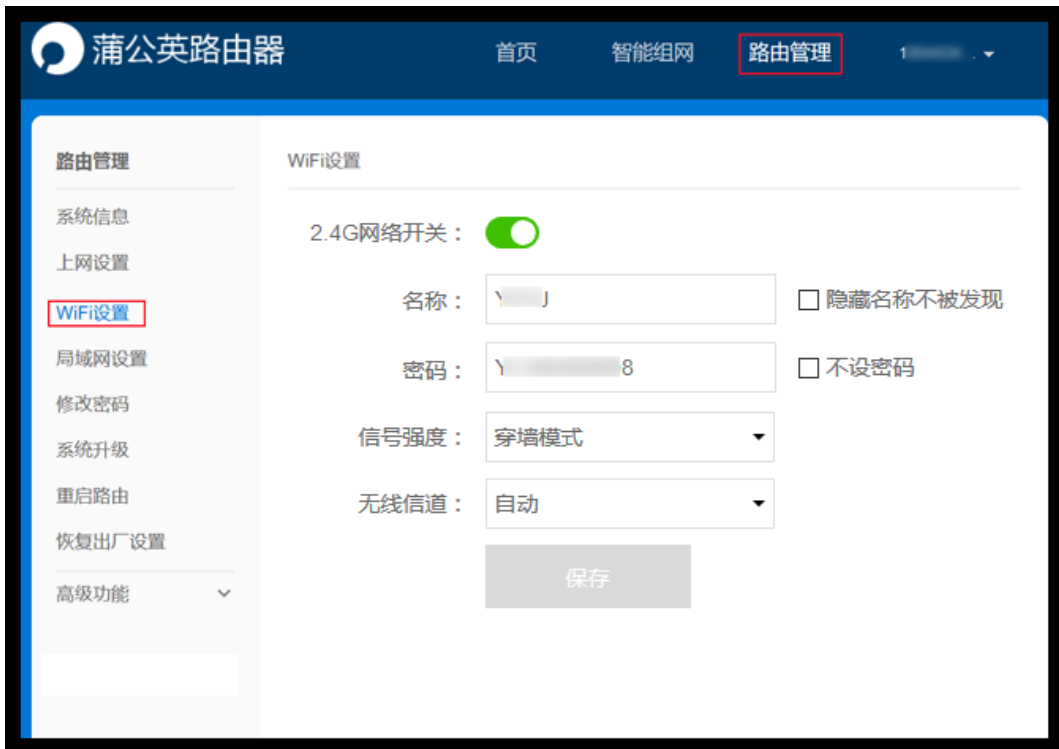 蒲公英路由器 首页 智能组网 路由管理
路由管理
系统信息
上网设置
WiFi设置
局域网设置
修改密码
系统升级
重启路由
恢复出厂设置
高级功能
WiFi设置
2.4G网络开关：
名称： 隐藏名称不被发现
密码： 不设密码
信号强度： 穿墙模式
无线信道： 自动
保存